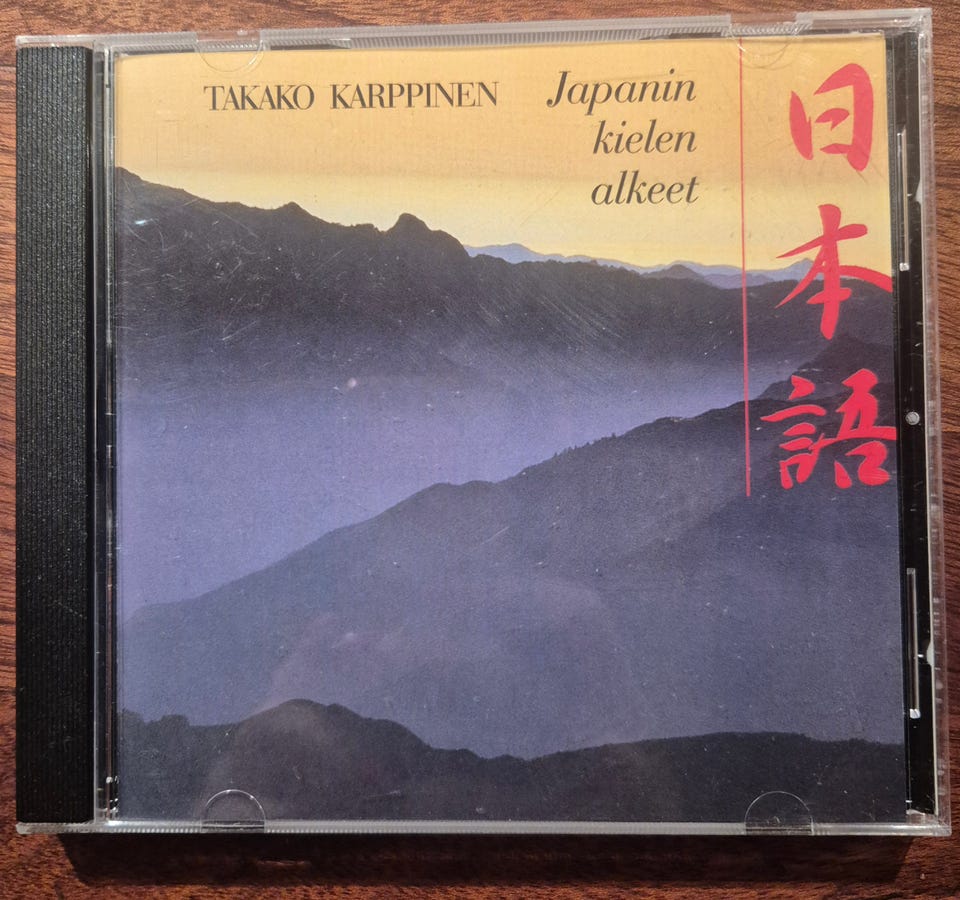 TAKAKO KARPPINEN
Japanin
kielen
alkeet
日本語